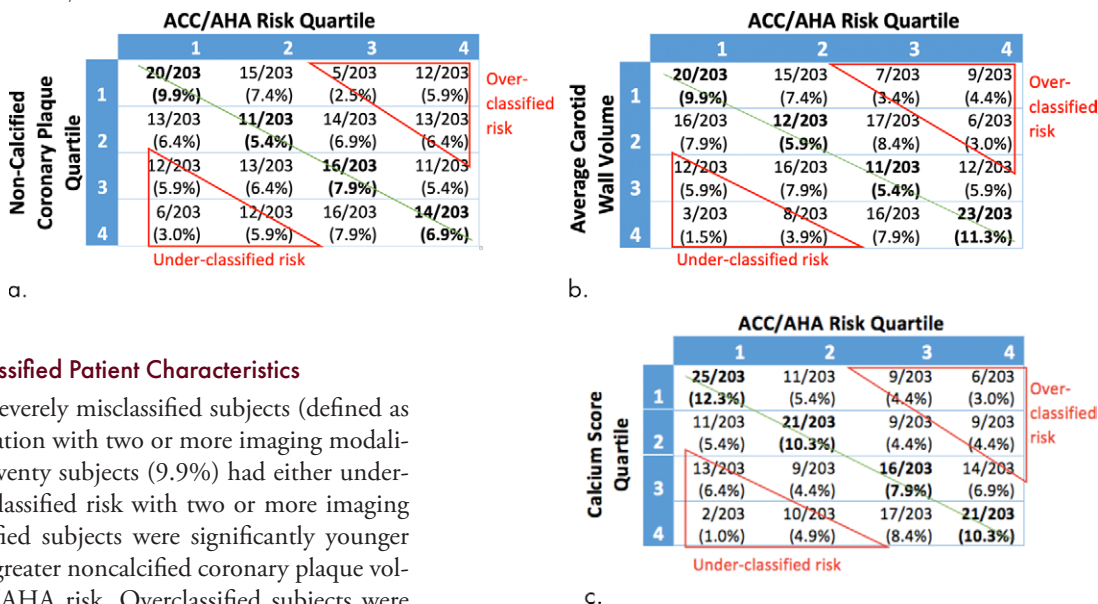 ACC/AHA Risk Quartile
1 2 3 4
Non-Calcified
Coronary Plaque
Quartile
20/203 15/203 5/203 12/203
1 (9.9%) (7.4%) (2.5%) (5.9%)
13/203 11/203 14/203 13/203
2 (6.4%) (5.4%) (6.9%) (6.4%)
12/203 13/203 16/203 11/203
3 (5.9%) (6.4%) (7.9%) (5.4%)
6/203 12/203 16/203 14/203
4 (3.0%) (5.9%) (7.9%) (6.9%)
Over-
classified
risk
Under-classified risk
a.
ACC/AHA Risk Quartile
1 2 3 4
Average Carotid
Wall Volume
20/203 15/203 7/203 9/203
1 (9.9%) (7.4%) (3.4%) (4.4%)
16/203 12/203 17/203 6/203
2 (7.9%) (5.9%) (8.4%) (3.0%)
12/203 16/203 11/203 12/203
3 (5.9%) (7.9%) (5.4%) (5.9%)
3/203 8/203 16/203 23/203
4 (1.5%) (3.9%) (7.9%) (11.3%)
Over-
classified
risk
Under-classified risk
b.
ssified Patient Characteristics
everely misclassified subjects (defined as
ation with two or more imaging modali-
wenty subjects (9.9%) had either under-
lassified risk with two or more imaging
fied subjects were significantly younger
greater noncalcified coronary plaque vol-
AHA risk. Overclassified subjects were
ACC/AHA Risk Quartile
1 2 3 4
Calcium Score
Quartile
25/203 11/203 9/203 6/203
1 (12.3%) (5.4%) (4.4%) (3.0%)
11/203 21/203 9/203 9/203
2 (5.4%) (10.3%) (4.4%) (4.4%)
13/203 9/203 16/203 14/203
3 (6.4%) (4.4%) (7.9%) (6.9%)
2/203 10/203 17/203 21/203
4 (1.0%) (4.9%) (8.4%) (10.3%)
Over-
classified
risk
Under-classified risk
c.